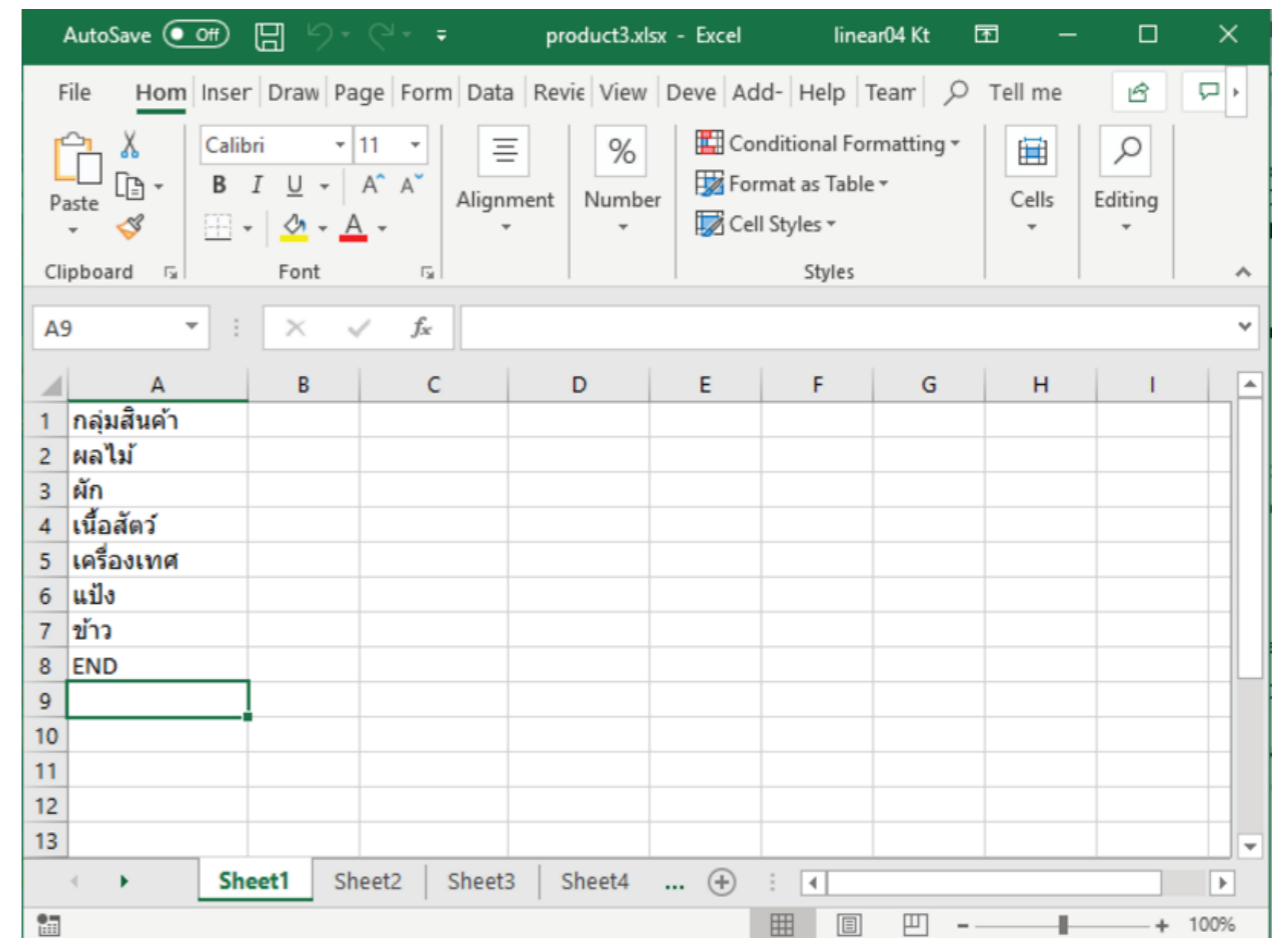 AutoSave Off product3.xlsx - Excel linear04 Kt
File Hom Inser Draw Page Form Data Revie View Deve Add- Help Team Tell me
Paste
Calibri 11
B I U A A
A
Alignment
%
Number
Conditional Formatting
Format as Table
Cell Styles
Cells
Editing
Clipboard Font Styles
A9 fx
A B C D E F G H I
1 กลุ่มสินค้า
2 ผลไม้
3 ผัก
4 เนื้อสัตว์
5 เครื่องเทศ
6 แป้ง
7 ข้าว
8 END
9
10
11
12
13
Sheet1 Sheet2 Sheet3 Sheet4 ...
- + 100%